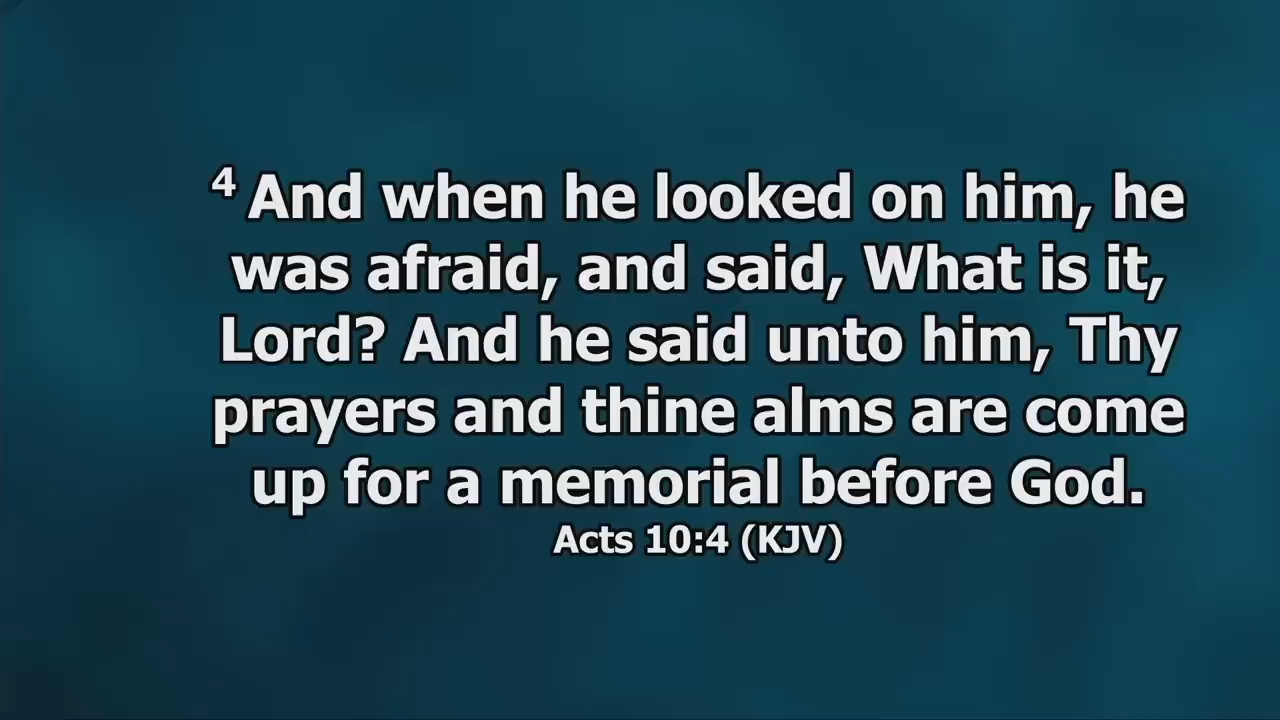 4 And when he looked on him, he
was afraid, and said, What is it,
Lord? And he said unto him, Thy
prayers and thine alms are come
up for a memorial before God.
Acts 10:4 (KJV)